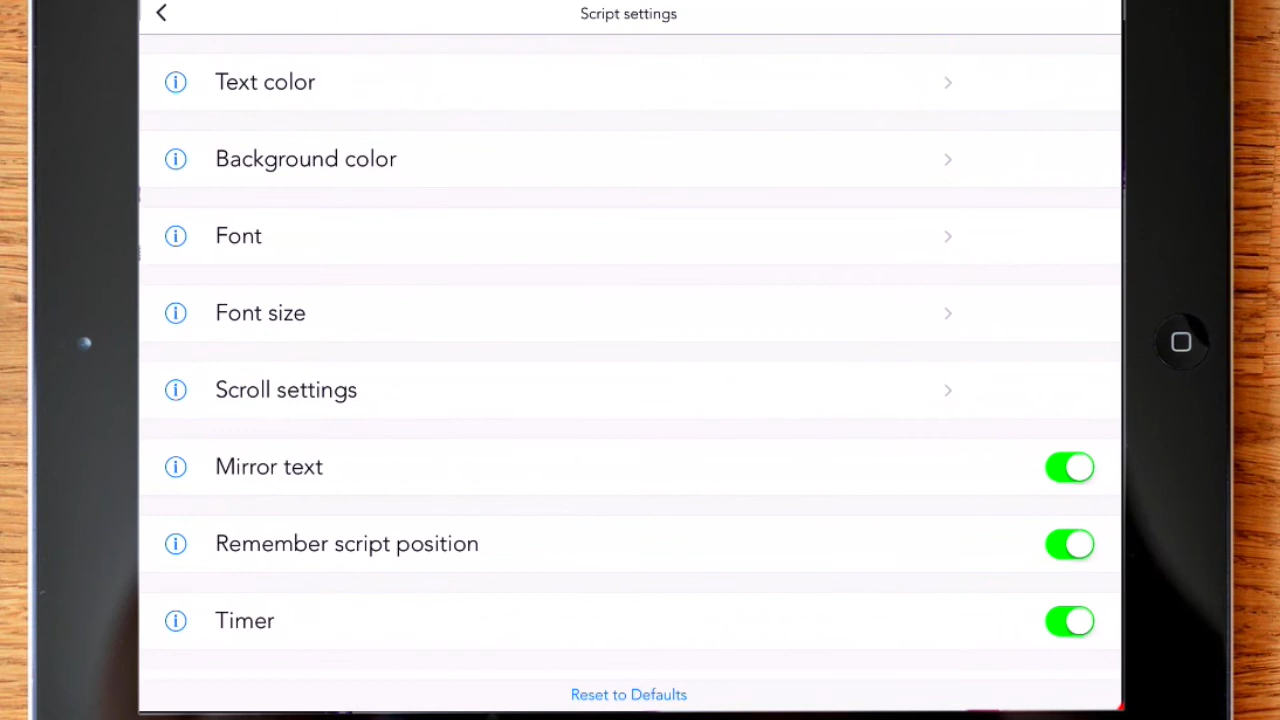 Script settings
Text color
Background color
Font
Font size
Scroll settings
Mirror text
Remember script position
Timer
Reset to Defaults